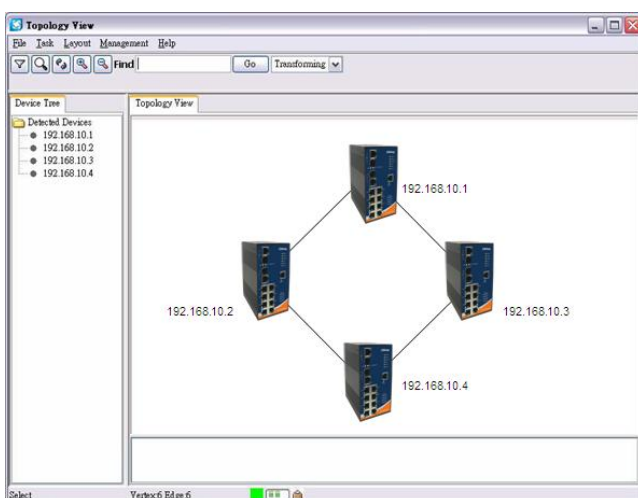 Topology View
File Task Layout Management Help
Find Go Transforming
Device Tree
Topology View
Detected Devices
192.168.10.1
192.168.10.2
192.168.10.3
192.168.10.4
192.168.10.1
192.168.10.2
192.168.10.3
192.168.10.4
Select Vertex:6 Edge:6